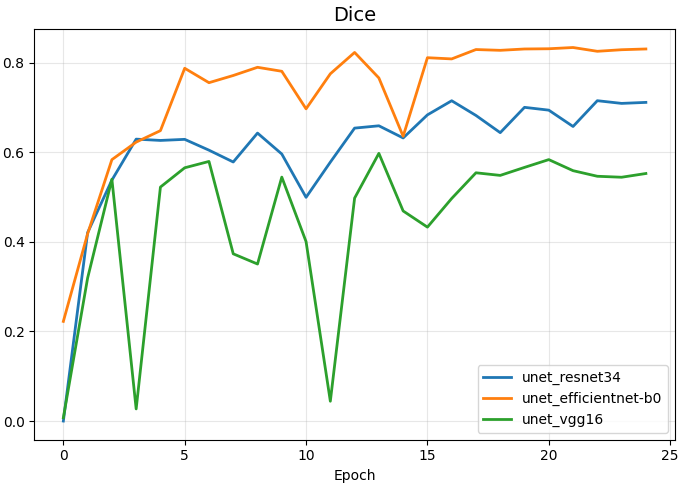 Dice
0.8
0.6
0.4
0.2
0.0
unet_resnet34
unet_efficientnet-b0
unet_vgg16
0 5 10 15 20 25
Epoch